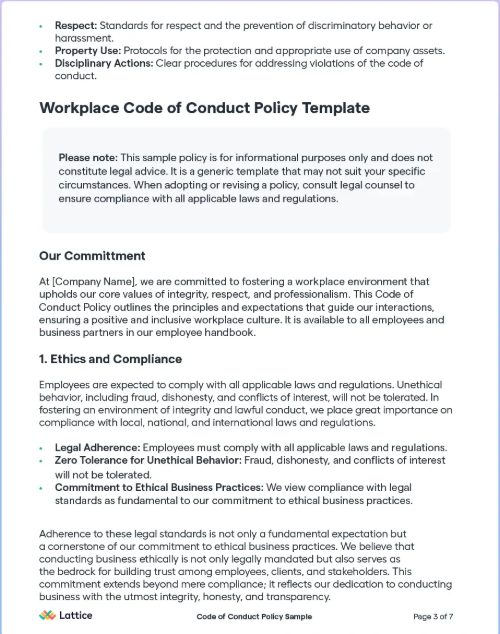 • Respect: Standards for respect and the prevention of discriminatory behavior or
harassment.
• Property Use: Protocols for the protection and appropriate use of company assets.
• Disciplinary Actions: Clear procedures for addressing violations of the code of
conduct.
Workplace Code of Conduct Policy Template
Please note: This sample policy is for informational purposes only and does not
constitute legal advice. It is a generic template that may not suit your specific
circumstances. When adopting or revising a policy, consult legal counsel to
ensure compliance with all applicable laws and regulations.
Our Committment
At [Company Name], we are committed to fostering a workplace environment that
upholds our core values of integrity, respect, and professionalism. This Code of
Conduct Policy outlines the principles and expectations that guide our interactions,
ensuring a positive and inclusive workplace culture. It is available to all employees and
business partners in our employee handbook.
1. Ethics and Compliance
Employees are expected to comply with all applicable laws and regulations. Unethical
behavior, including fraud, dishonesty, and conflicts of interest, will not be tolerated. In
fostering an environment of integrity and lawful conduct, we place great importance on
compliance with local, national, and international laws and regulations.
• Legal Adherence: Employees must comply with all applicable laws and regulations.
• Zero Tolerance for Unethical Behavior: Fraud, dishonesty, and conflicts of interest
will not be tolerated.
• Commitment to Ethical Business Practices: We view compliance with legal
standards as fundamental to our commitment to ethical business practices.
Adherence to these legal standards is not only a fundamental expectation but
a cornerstone of our commitment to ethical business practices. We believe that
conducting business ethically is not only legally mandated but also serves as
the bedrock for building trust among employees, clients, and stakeholders. This
commitment extends beyond mere compliance; it reflects our dedication to conducting
business with the utmost integrity, honesty, and transparency.
Lattice Code of Conduct Policy Sample Page 3 of 7